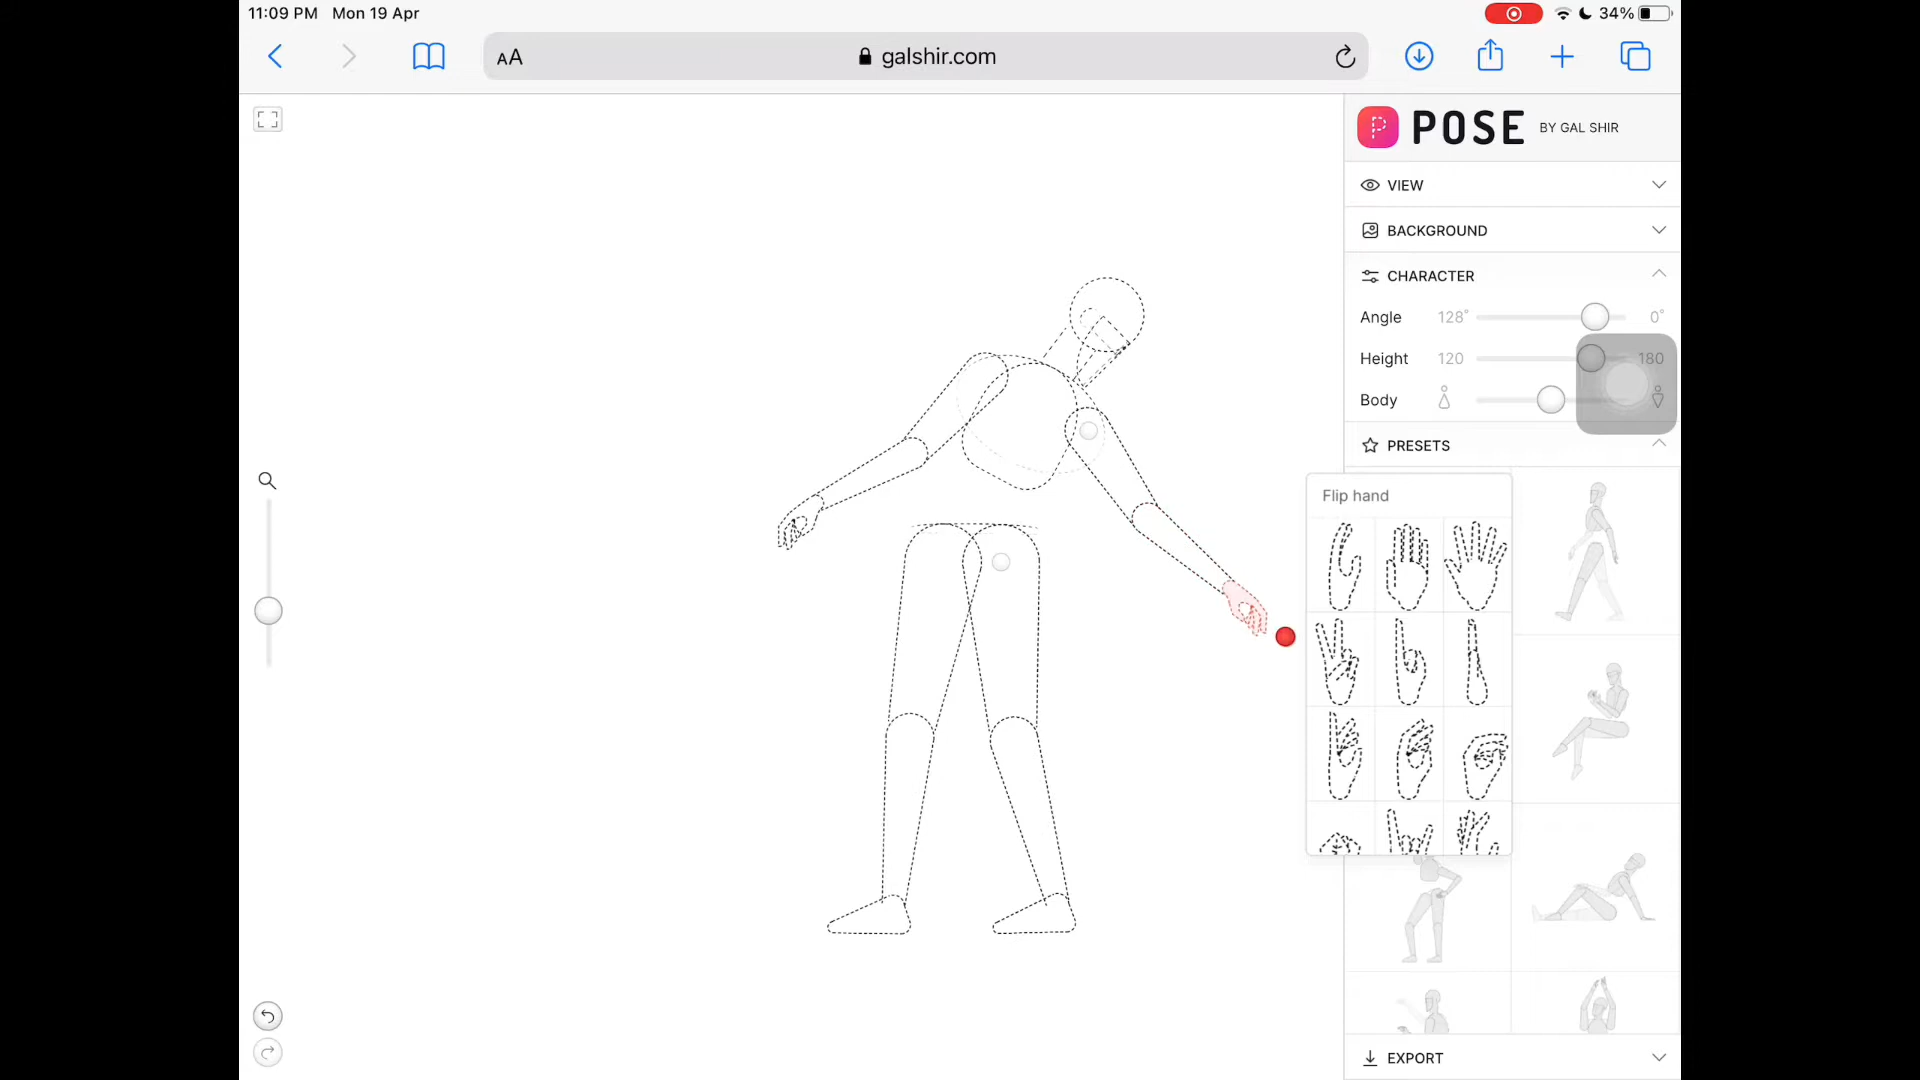 11:09 PM Mon 19 Apr
34%
AA
galshir.com
P POSE BY GAL SHIR
VIEW
BACKGROUND
CHARACTER
Angle 128° 0°
Height 120 180
Body
PRESETS
Flip hand
EXPORT